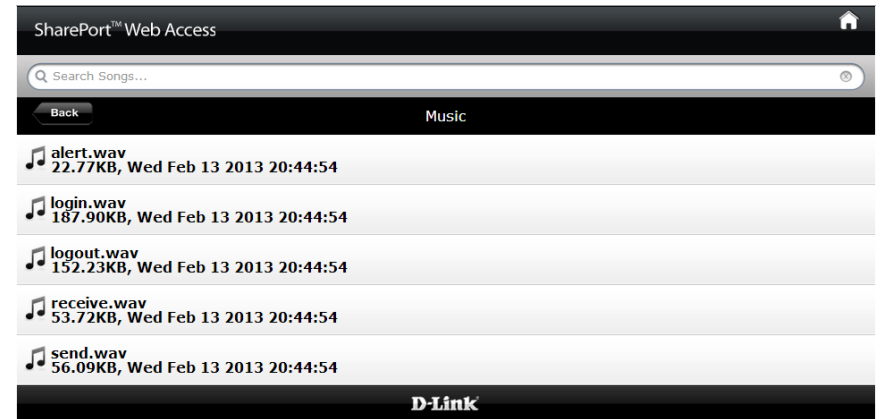 SharePort™ Web Access
Search Songs...
Back
Music
alert.wav
22.77KB, Wed Feb 13 2013 20:44:54
login.wav
187.90KB, Wed Feb 13 2013 20:44:54
logout.wav
152.23KB, Wed Feb 13 2013 20:44:54
receive.wav
53.72KB, Wed Feb 13 2013 20:44:54
send.wav
56.09KB, Wed Feb 13 2013 20:44:54
D-Link